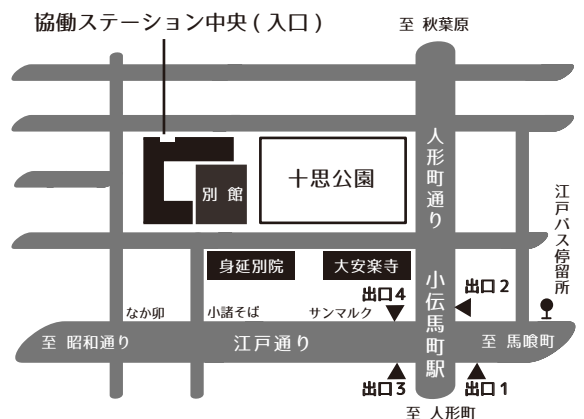 協働ステーション中央 ( 入口 )
至 秋葉原
人形町通り
別 館
十思公園
江戸バス停留所
身延別院
大安楽寺
小伝馬町駅
出口2
出口4
なか卯
小諸そば
サンマルク
至 昭和通り
江戸通り
至 馬喰町
出口3
出口1
至 人形町